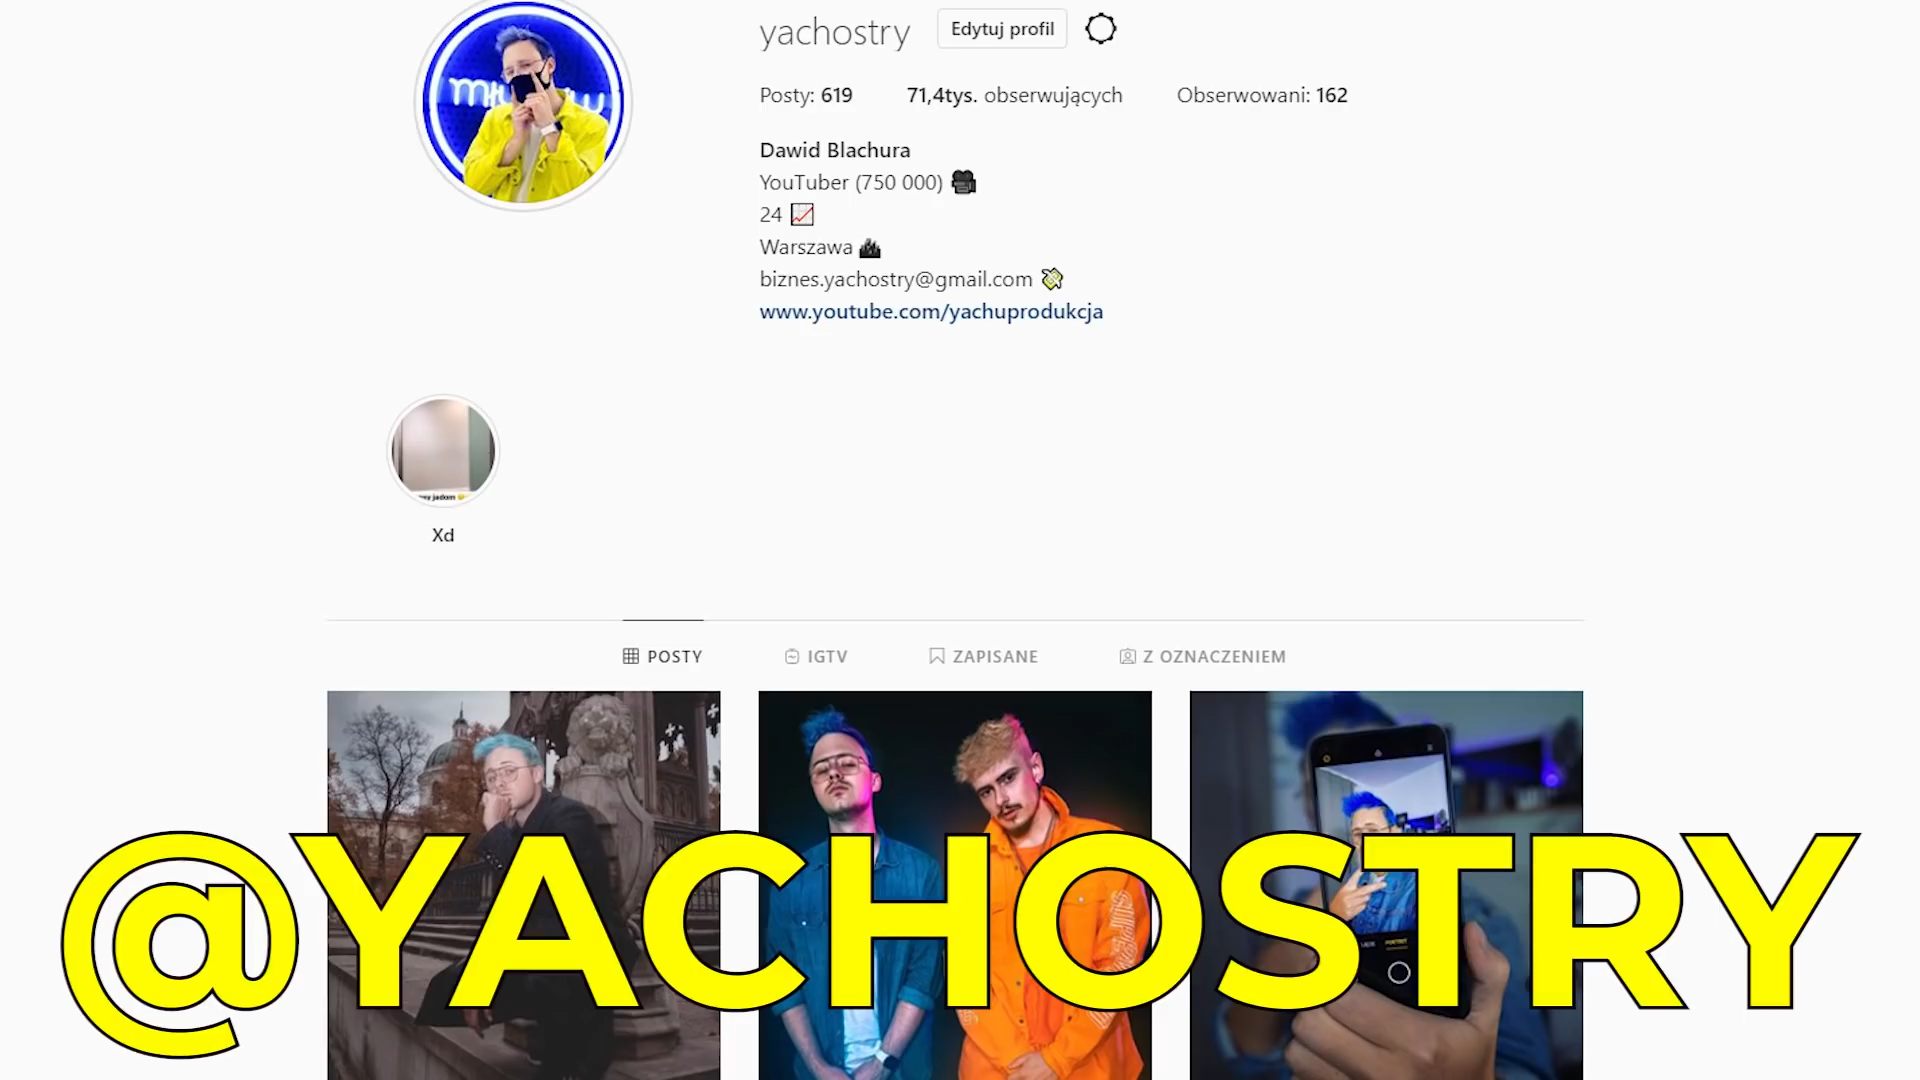 yachostry Edytuj profil
Posty: 619 71,4tys. obserwujących Obserwowani: 162
Dawid Blachura
YouTuber (750 000) 🎥
24 📈
Warszawa
biznes.yachostry@gmail.com 💸
www.youtube.com/yachuprodukcja
jadom
Xd
POSTY IGTV ZAPISANE Z OZNACZENIEM
@YACHOSTRY